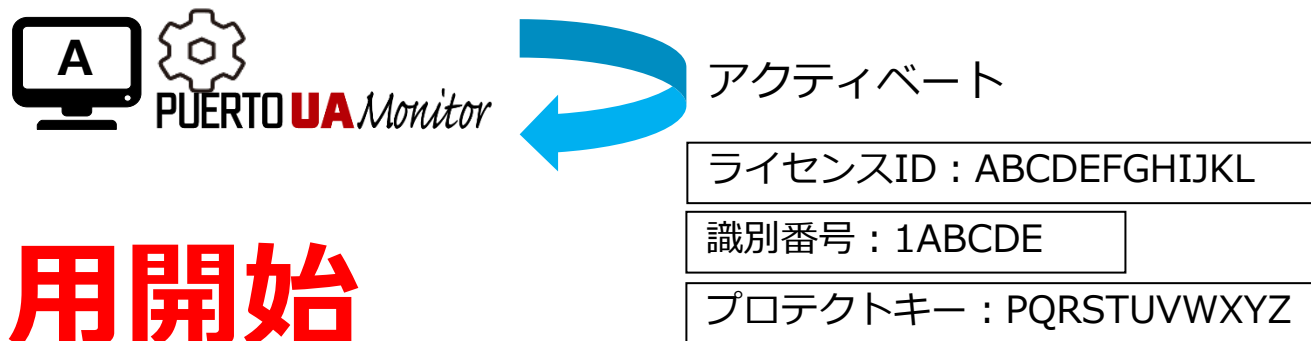 A
PUERTO UA Monitor
アクティベート
ライセンスID：ABCDEFGHIJKL
識別番号：1ABCDE
プロテクトキー：PQRSTUVWXYZ
用開始